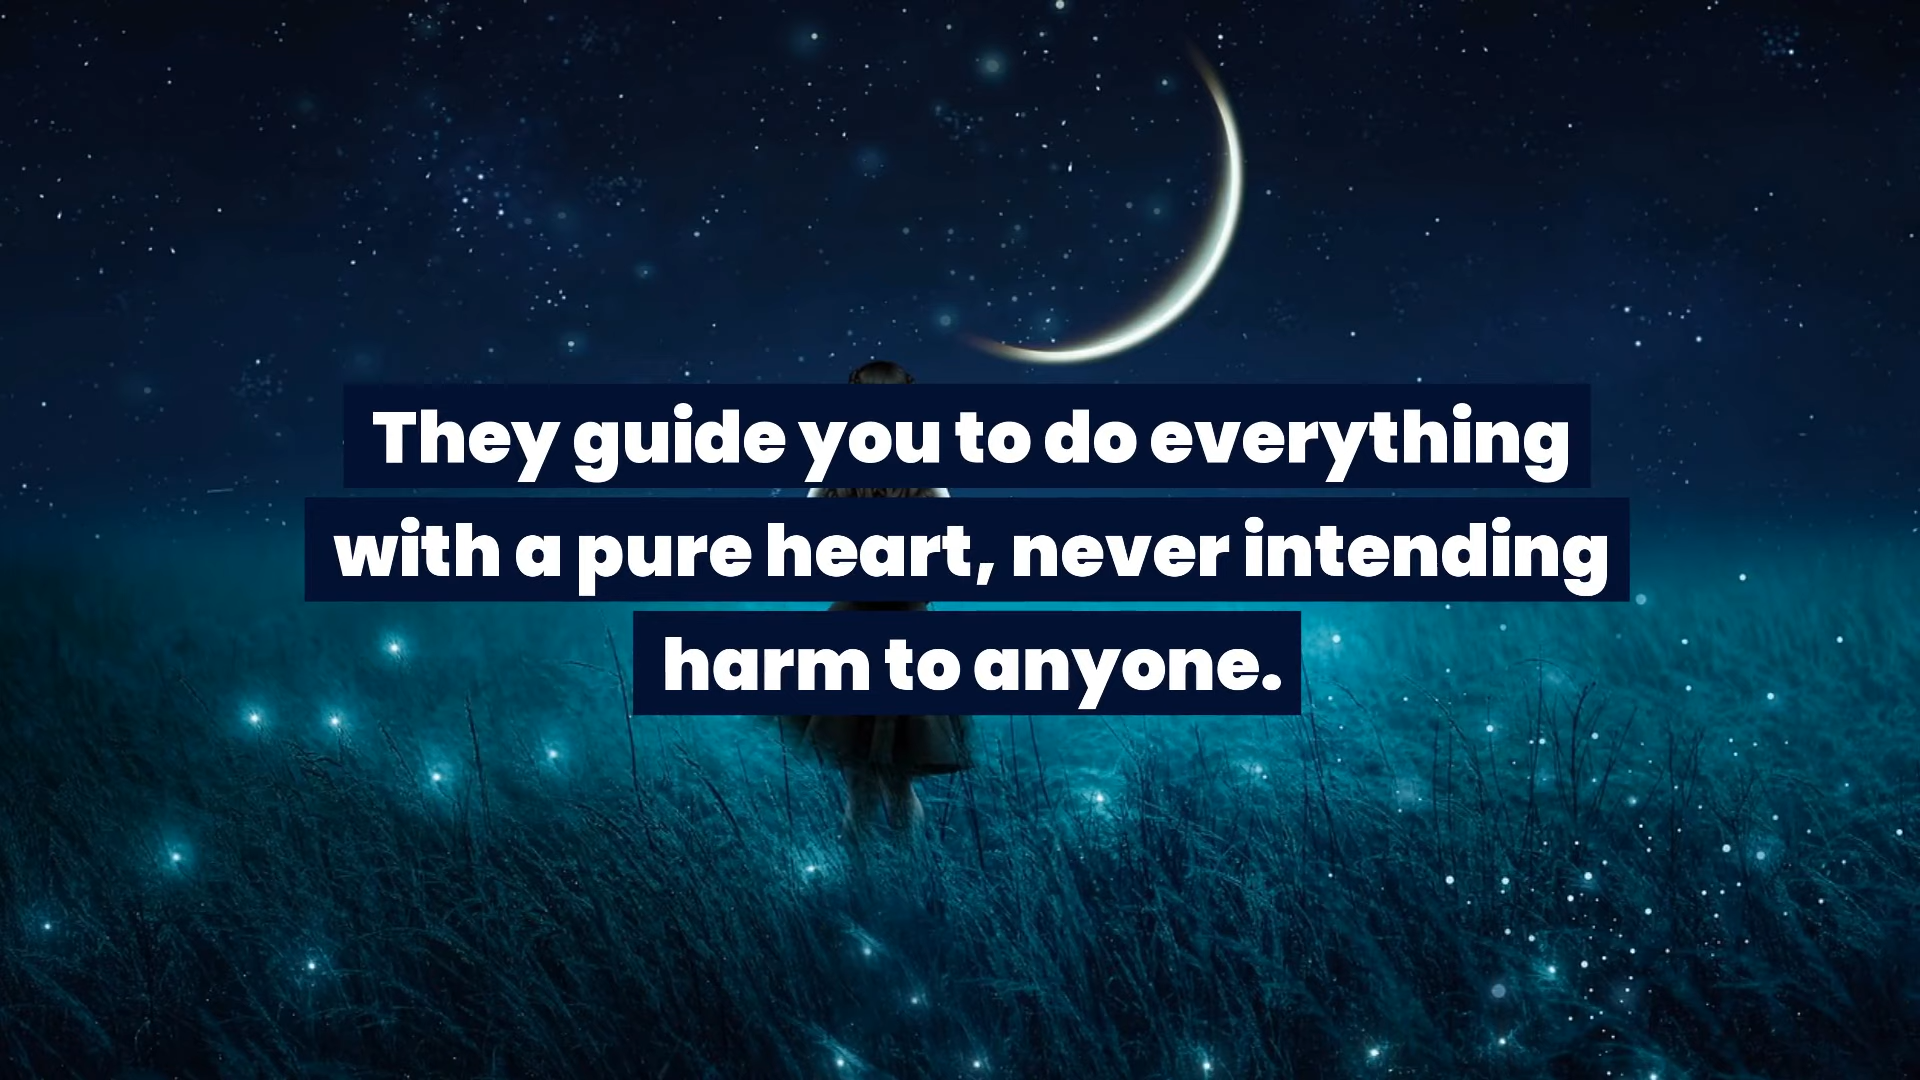 They guide you to do everything
with a pure heart, never intending
harm to anyone.